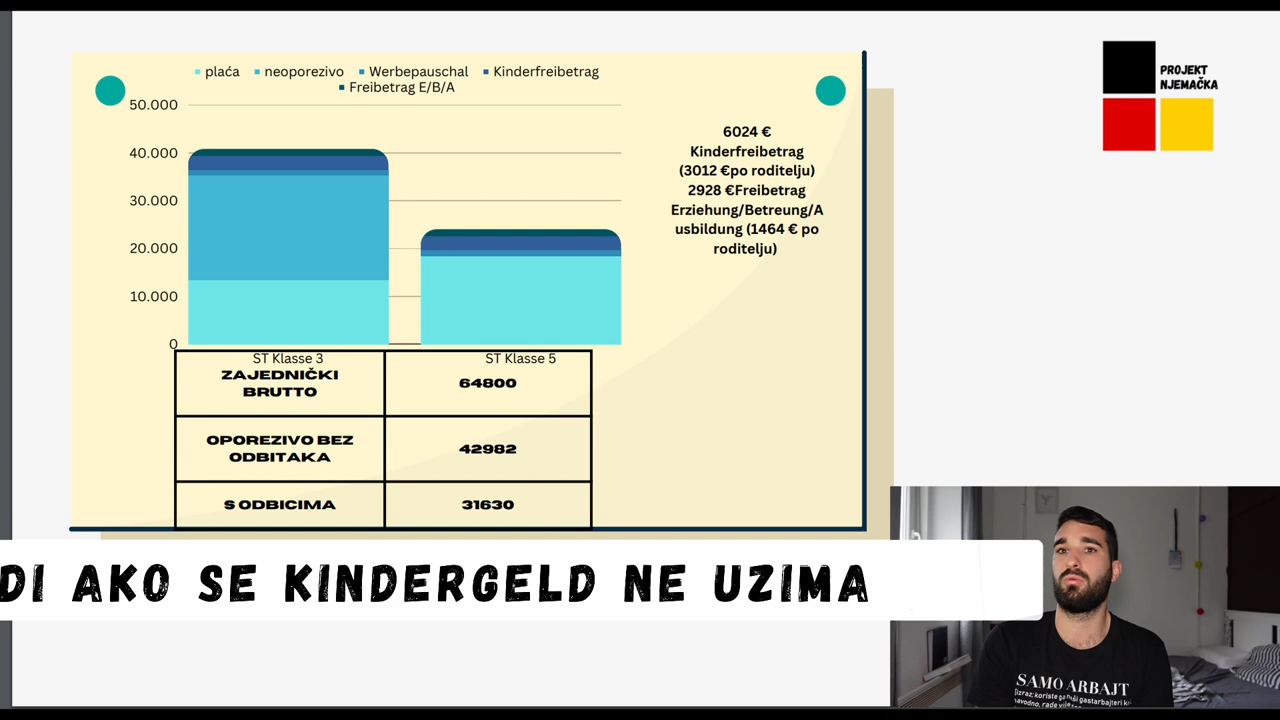 plaća neoporezivo Werbepauschal Kinderfreibetrag
Freibetrag E/B/A
50.000
40.000
30.000
20.000
10.000
0
ST Klasse 3 ST Klasse 5
6024 €
Kinderfreibetrag
(3012 €po roditelju)
2928 €Freibetrag
Erziehung/Betreung/A
usbildung (1464 € po
roditelju)
PROJEKT
NJEMAČKA
ZAJEDNIČKI
BRUTTO
64800
OPOREZIVO BEZ
ODBITAKA
42982
S ODBICIMA
31630
DI AKO SE KINDERGELD NE UZIMA
SAMO ARBAJT